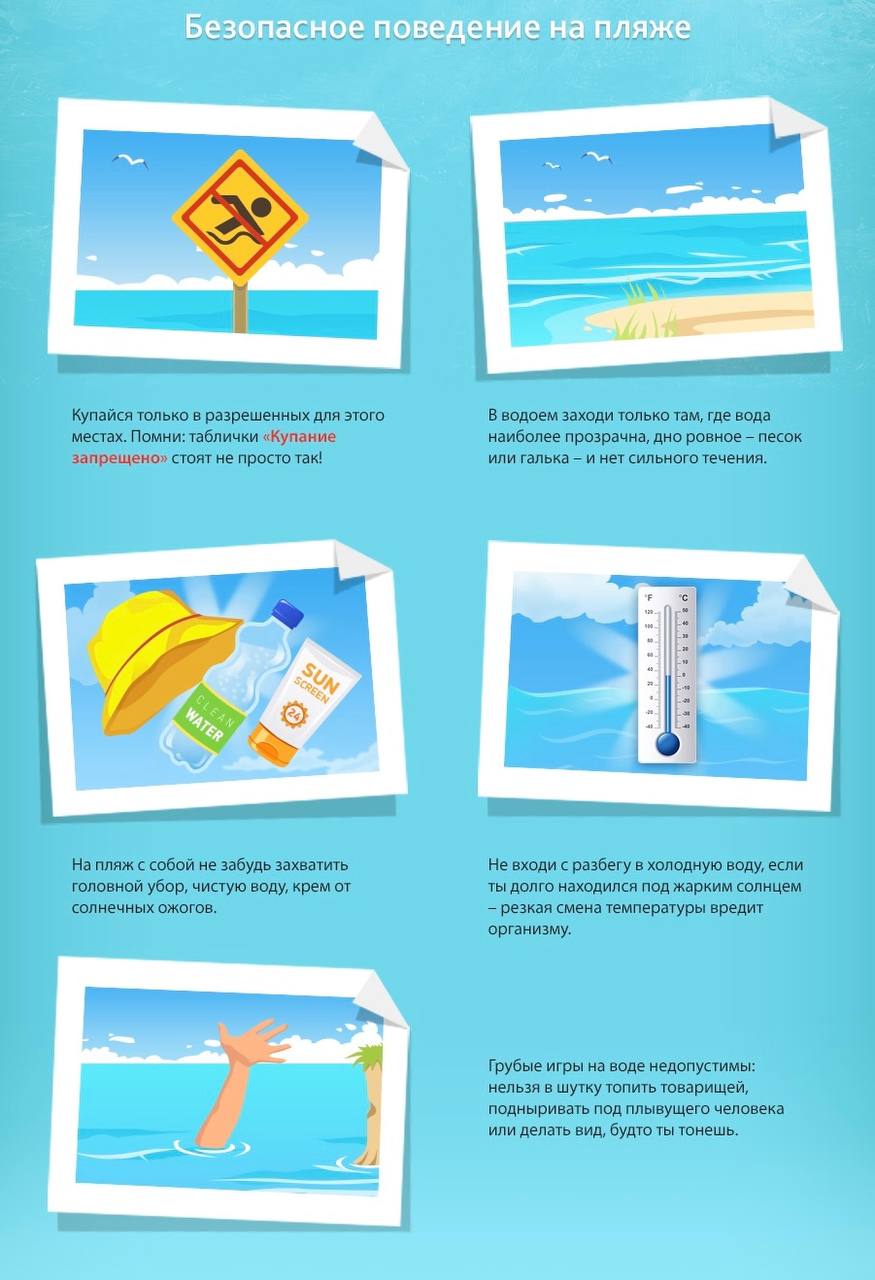 Безопасное поведение на пляже
Купайся только в разрешенных для этого
местах. Помни: таблички «Купание
запрещено» стоят не просто так!
В водоем заходи только там, где вода
наиболее прозрачна, дно ровное – песок
или галька – и нет сильного течения.
CLEAN
WATER
SUN
SCREEN
24
°F °C
120 50
100 40
80 30
60 20
40 10
20 0
0 -10
-20 -20
-40 -30
-40
На пляж с собой не забудь захватить
головной убор, чистую воду, крем от
солнечных ожогов.
Не входи с разбегу в холодную воду, если
ты долго находился под жарким солнцем
– резкая смена температуры вредит
организму.
Грубые игры на воде недопустимы:
нельзя в шутку топить товарищей,
подныривать под плывущего человека
или делать вид, будто ты тонешь.